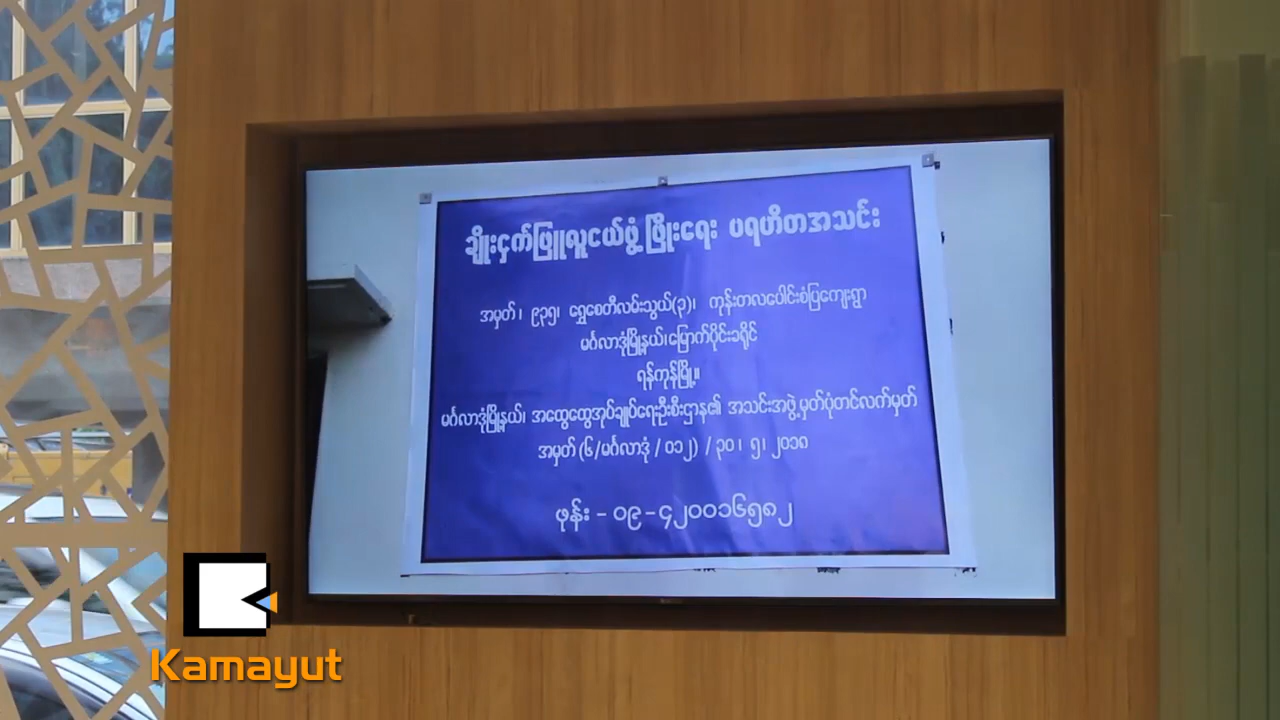 ချိုးငှက်ဖြူလူငယ်ဖွံ့ဖြိုးရေး ပရဟိတအသင်း
အမှတ်၊ ၉၃၅၊ ရွှေစေတီလမ်းသွယ်(၃)၊ ကုန်းတလပေါင်းစံပြကျေးရွာ
မင်္ဂလာဒုံမြို့နယ်၊မြောက်ပိုင်းခရိုင်
ရန်ကုန်မြို့။
မင်္ဂလာဒုံမြို့နယ်၊ အထွေထွေအုပ်ချုပ်ရေးဦးစီးဌာန၏ အသင်းအဖွဲ့မှတ်ပုံတင်လက်မှတ်
အမှတ်(၆/မင်္ဂလာဒုံ / ၀၁၂) / ၃၀၊ ၅၊ ၂၀၁၈
ဖုန်း - ၀၉-၄၂၀၀၁၆၅၈၂
Kamayut